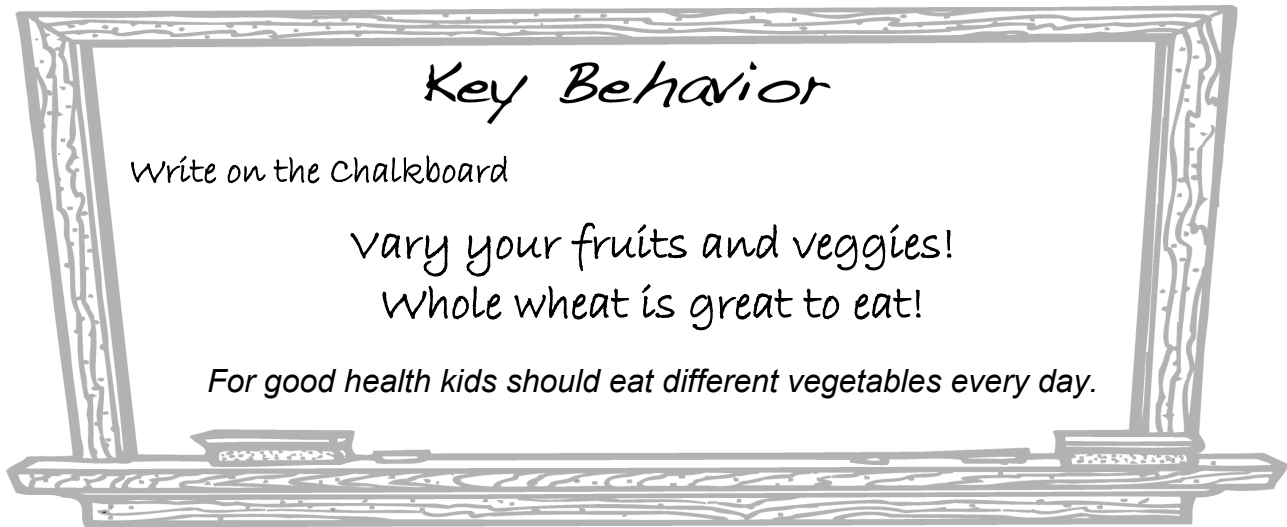 Key Behavior
Write on the Chalkboard
Vary your fruits and veggies!
Whole wheat is great to eat!
For good health kids should eat different vegetables every day.